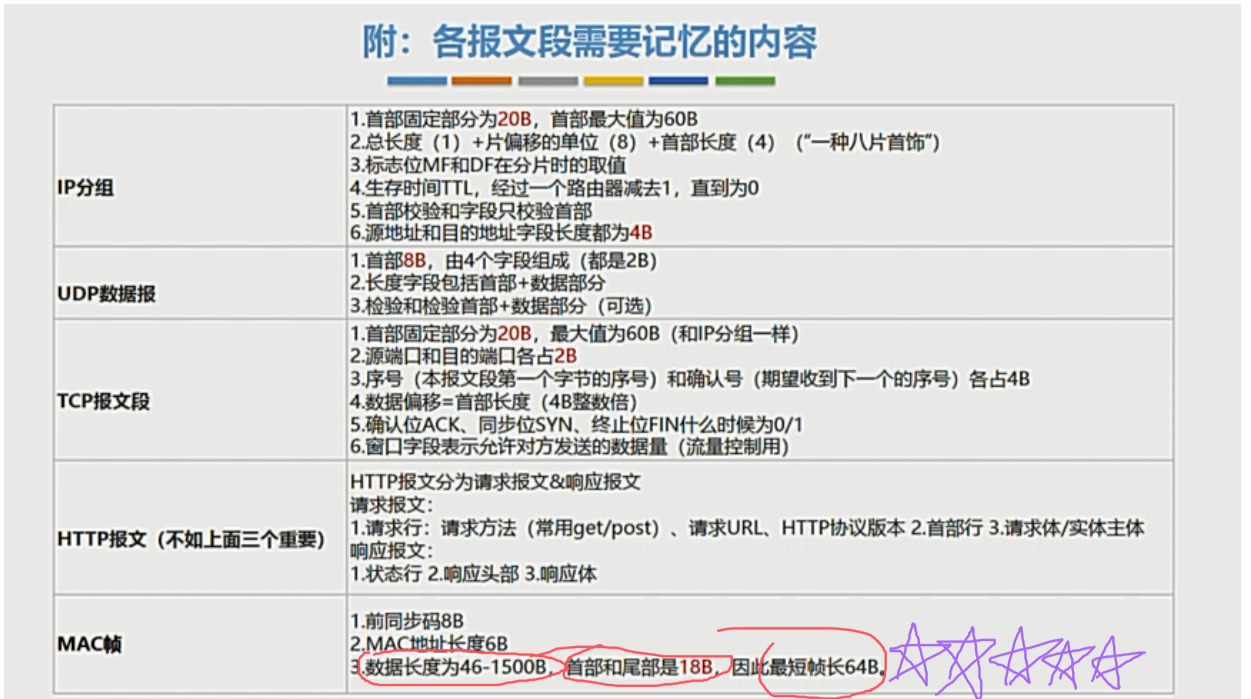 附：各报文段需要记忆的内容
IP分组
1.首部固定部分为20B，首部最大值为60B
2.总长度（1）+片偏移的单位（8）+首部长度（4）（“一种八片首饰”）
3.标志位MF和DF在分片时的取值
4.生存时间TTL，经过一个路由器减去1，直到为0
5.首部校验和字段只校验首部
6.源地址和目的地址字段长度都为4B
UDP数据报
1.首部8B，由4个字段组成（都是2B）
2.长度字段包括首部+数据部分
3.检验和检验首部+数据部分（可选）
TCP报文段
1.首部固定部分为20B，最大值为60B（和IP分组一样）
2.源端口和目的端口各占2B
3.序号（本报文段第一个字节的序号）和确认号（期望收到下一个的序号）各占4B
4.数据偏移=首部长度（4B整数倍）
5.确认位ACK、同步位SYN、终止位FIN什么时候为0/1
6.窗口字段表示允许对方发送的数据量（流量控制用）
HTTP报文（不如上面三个重要）
HTTP报文分为请求报文&响应报文
请求报文：
1.请求行：请求方法（常用get/post）、请求URL、HTTP协议版本 2.首部行 3.请求体/实体主体
响应报文：
1.状态行 2.响应头部 3.响应体
MAC帧
1.前同步码8B
2.MAC地址长度6B
3.数据长度为46-1500B，首部和尾部是18B，因此最短帧长64B。